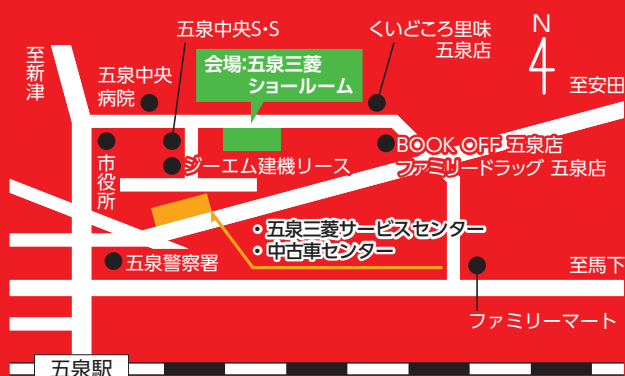 五泉中央S・S
くいどころ里味
五泉店
N
至新津
五泉中央
病院
会場:五泉三菱
ショールーム
至安田
市役所
ジーエム建機リース
BOOK OFF 五泉店
ファミリードラッグ 五泉店
・五泉三菱サービスセンター
・中古車センター
五泉警察署
至馬下
ファミリーマート
五泉駅